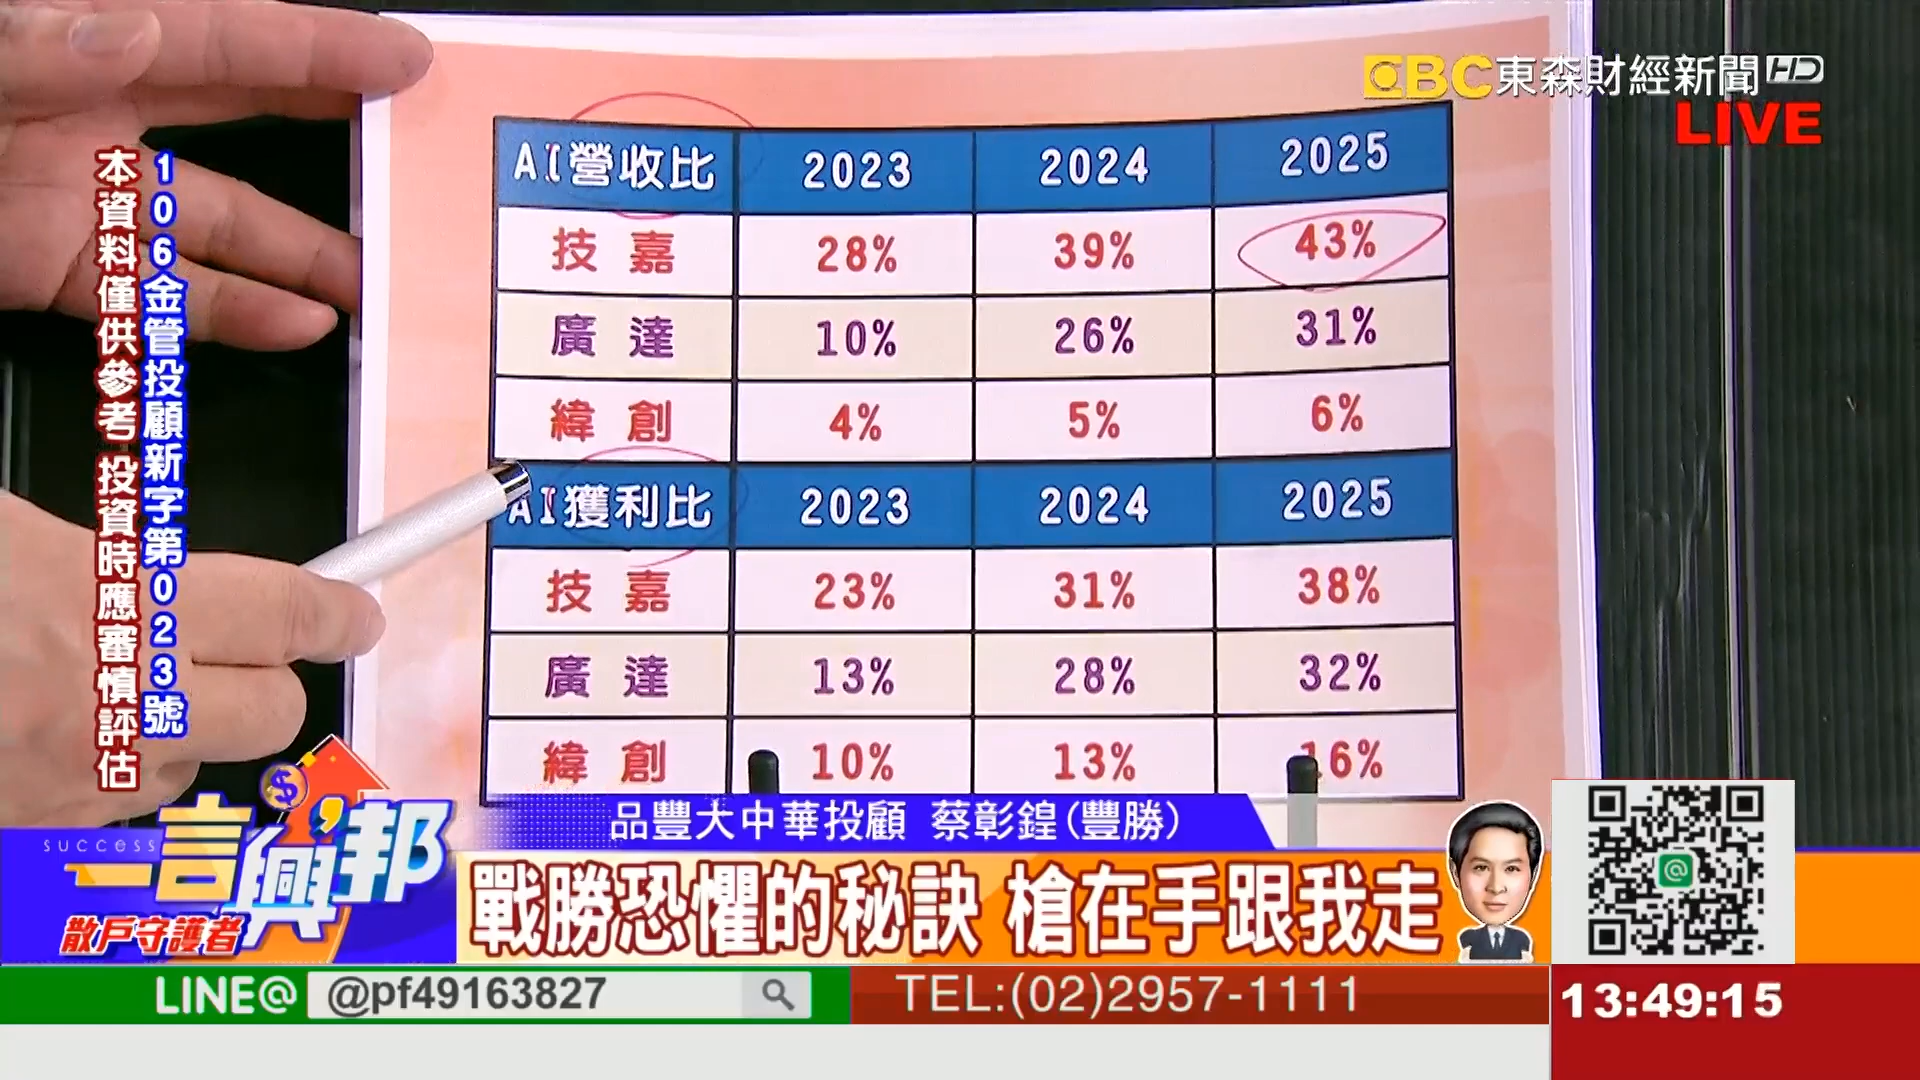 EBC東森財經新聞HD
LIVE
106金管投顧新字第023號
本資料僅供參考 投資時應審慎評估
AI營收比 2023 2024 2025
技嘉 28% 39% 43%
廣達 10% 26% 31%
緯創 4% 5% 6%
AI獲利比 2023 2024 2025
技嘉 23% 31% 38%
廣達 13% 28% 32%
緯創 10% 13% 16%
品豐大中華投顧 蔡彰鍠(豐勝)
success
一言興邦
散戶守護者
戰勝恐懼的秘訣 槍在手跟我走
LINE@ @pf49163827
TEL:(02)2957-1111
13:49:15